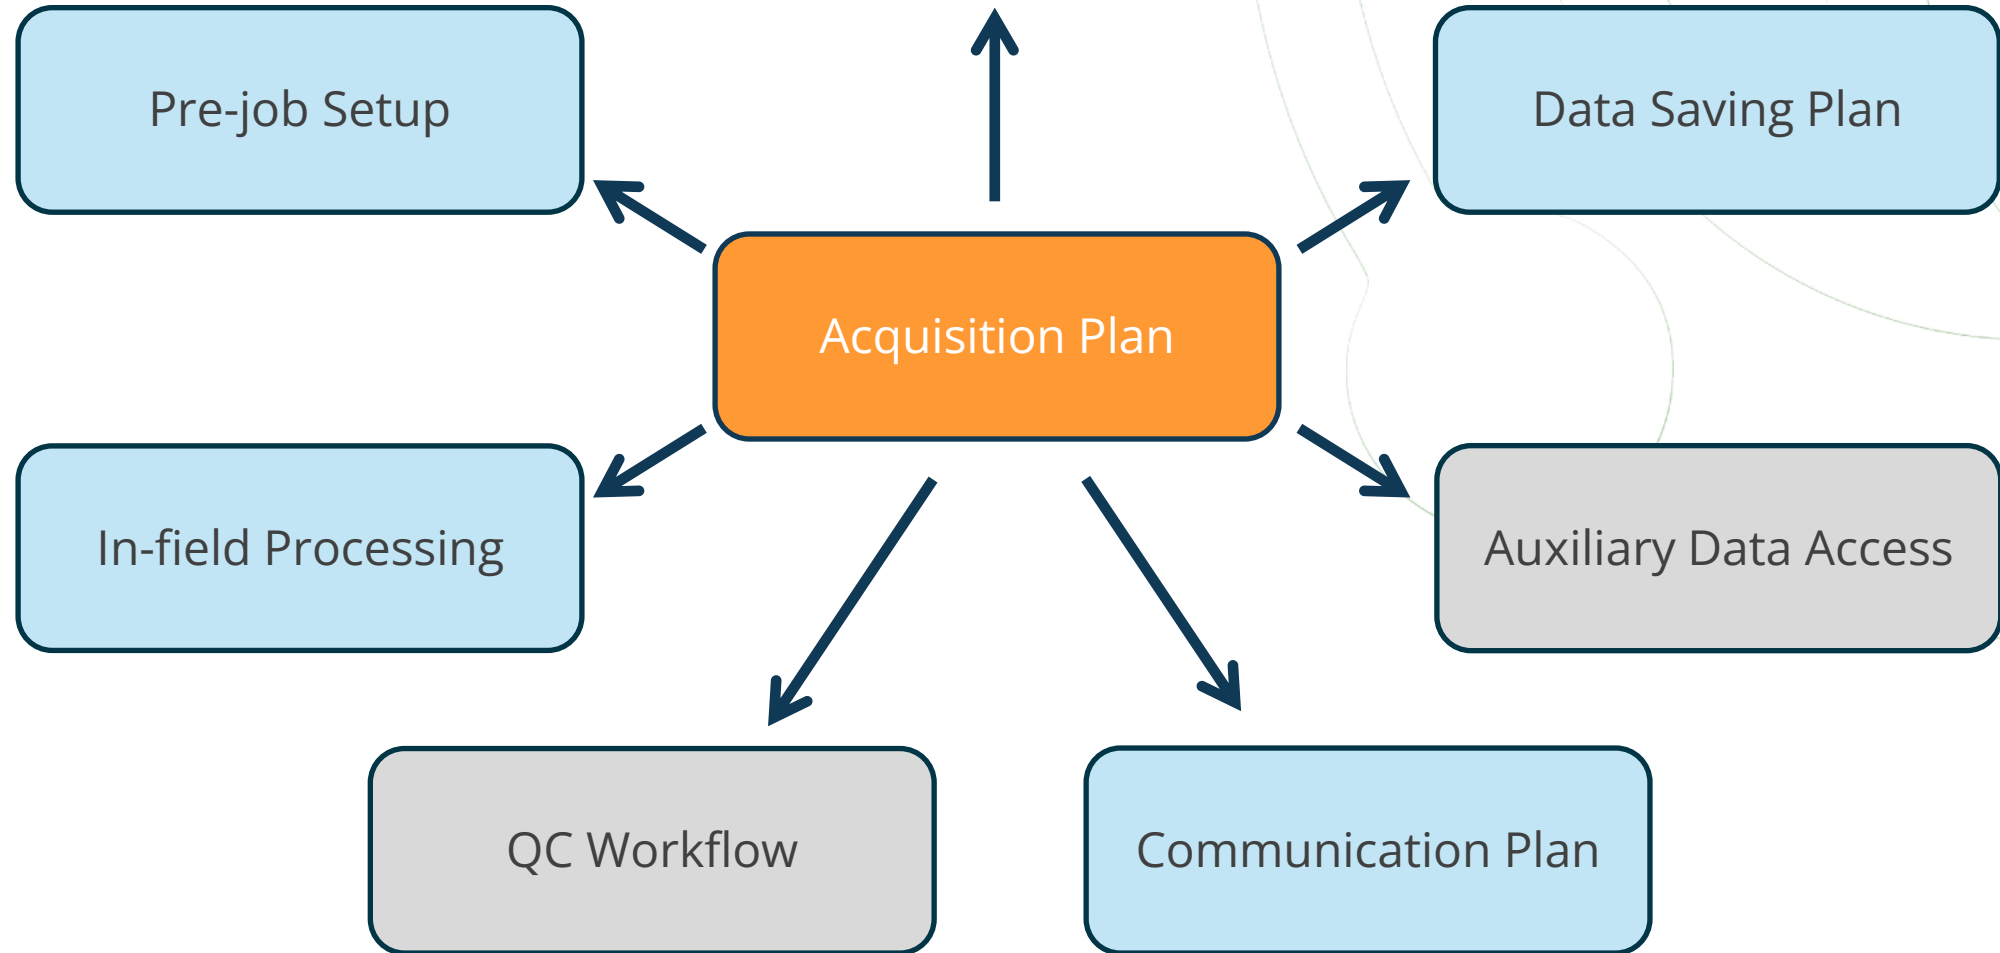 Pre-job Setup
Data Saving Plan
Acquisition Plan
In-field Processing
Auxiliary Data Access
QC Workflow
Communication Plan